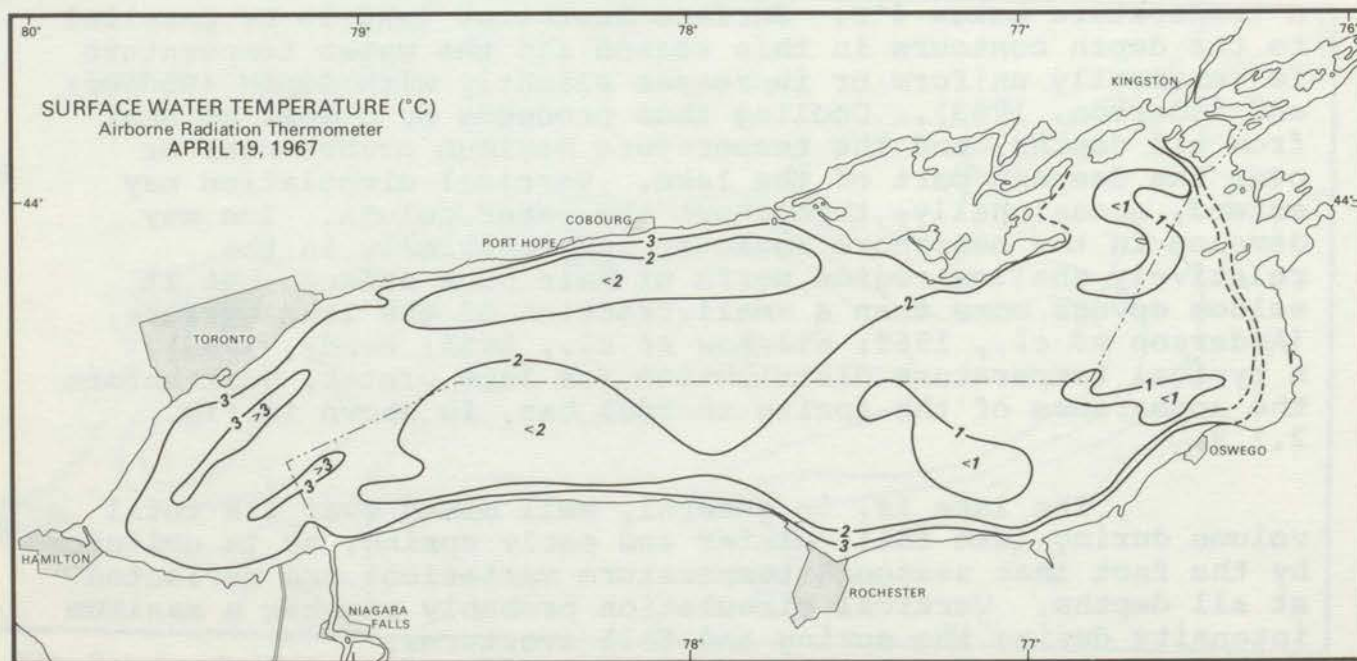 80°
79°
78°
77°
76°
SURFACE WATER TEMPERATURE (°C)
Airborne Radiation Thermometer
APRIL 19, 1967
KINGSTON
44°
44°
COBOURG
PORT HOPE
TORONTO
HAMILTON
NIAGARA
FALLS
ROCHESTER
OSWEGO
3
2
<2
2
<1
1
2
<2
1
<1
1
<1
3
3
>3
3
>3
2
3
79°
78°
77°